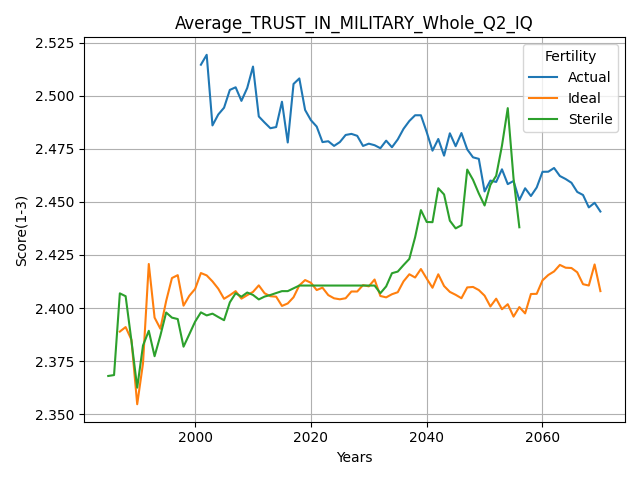 Average_TRUST_IN_MILITARY_Whole_Q2_IQ
2.525
2.500
2.475
2.450
2.425
2.400
2.375
2.350
Score(1-3)
Fertility
Actual
Ideal
Sterile
2000
2020
2040
2060
Years